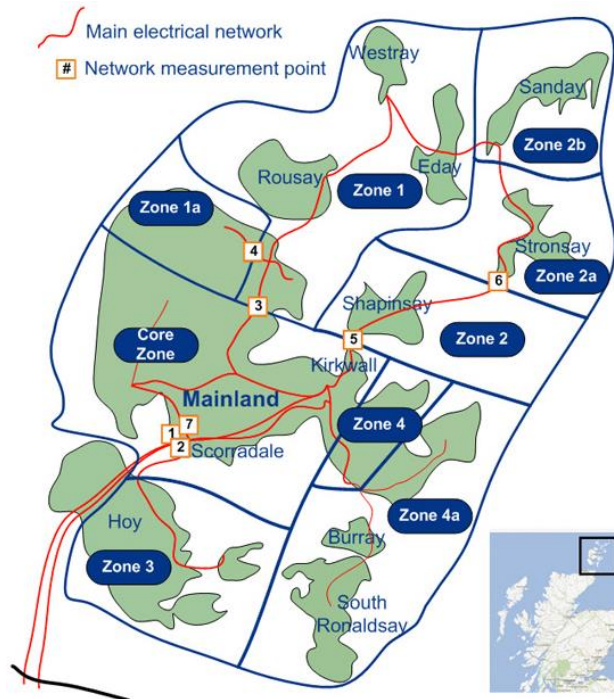 Main electrical network
# Network measurement point
Westray
Sanday
Zone 2b
Eday
Rousay
Zone 1
Zone 1a
4
Stronsay
6
Zone 2a
3
Shapinsay
Zone 2
5
Core
Zone
Kirkwall
Mainland
7
1
2
Scorradale
Zone 4
Zone 4a
Hoy
Zone 3
Burray
South
Ronaldsay